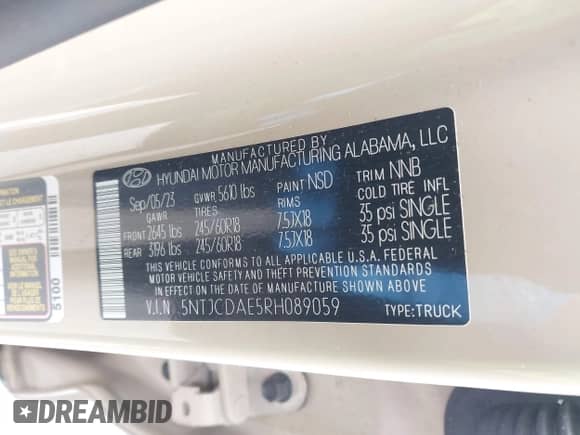 MANUFACTURED BY
HYUNDAI MOTOR MANUFACTURING ALABAMA, LLC
Sep/05/23 GVWR 5610 lbs PAINT NSD TRIM NNB
GAWR TIRES RIMS COLD TIRE INFL
FRONT 2645 lbs 245/60R18 7.5JX18 35 psi SINGLE
REAR 3196 lbs 245/60R18 7.5JX18 35 psi SINGLE
THIS VEHICLE CONFORMS TO ALL APPLICABLE U.S.A. FEDERAL
MOTOR VEHICLE SAFETY AND THEFT PREVENTION STANDARDS
IN EFFECT ON THE DATE OF MANUFACTURE SHOWN ABOVE.
V.I.N 5NTJCDAE5RH089059 TYPE:TRUCK
5100
#DREAMBID